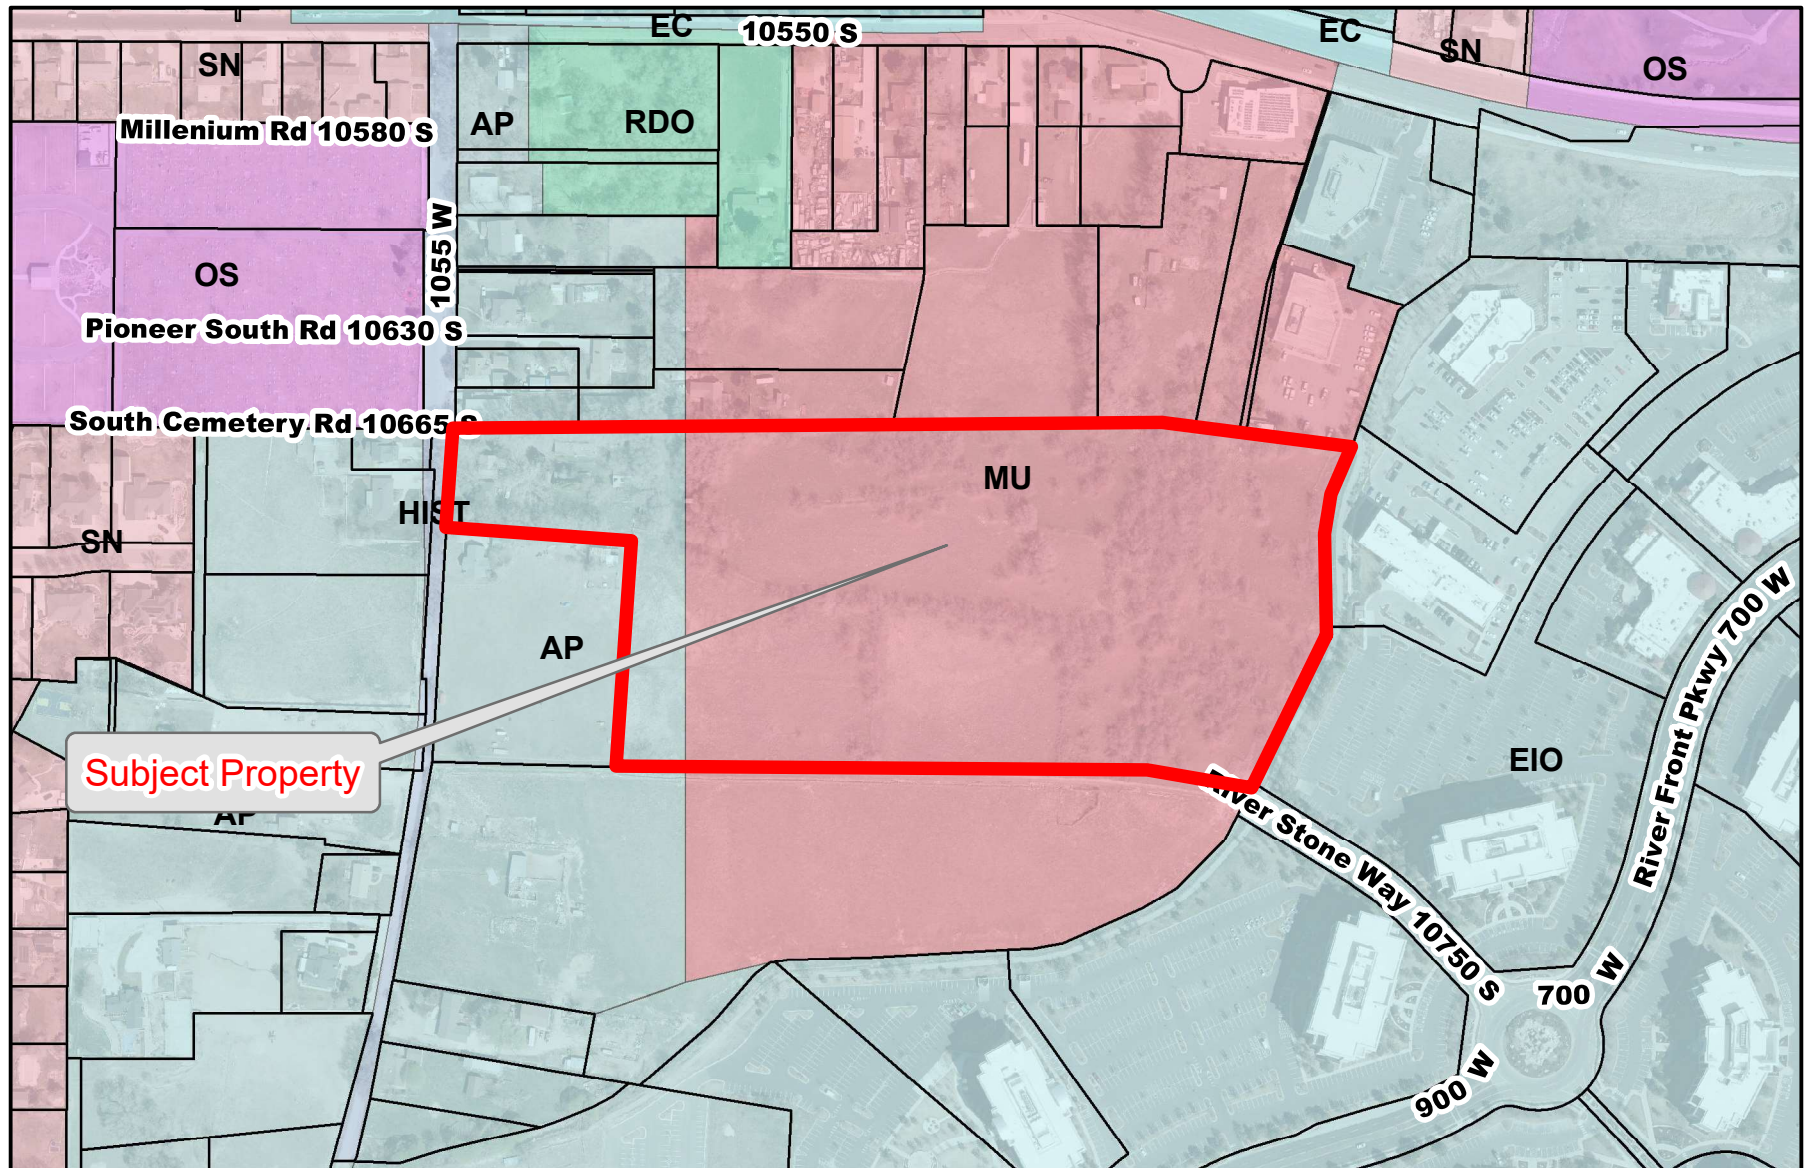 EC
10550 S
EC
SN
SN
OS
AP
RDO
Millenium Rd 10580 S
1055 W
OS
Pioneer South Rd 10630 S
South Cemetery Rd 10665 S
MU
HIST
SN
AP
River Front Pkwy 700 W
Subject Property
EIO
AP
River Stone Way 10750 S
700 W
900 W